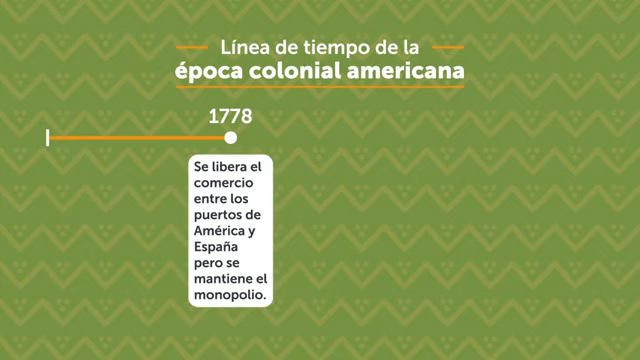 Línea de tiempo de la
época colonial americana
1778
Se libera el
comercio
entre los
puertos de
América y
España
pero se
mantiene el
monopolio.